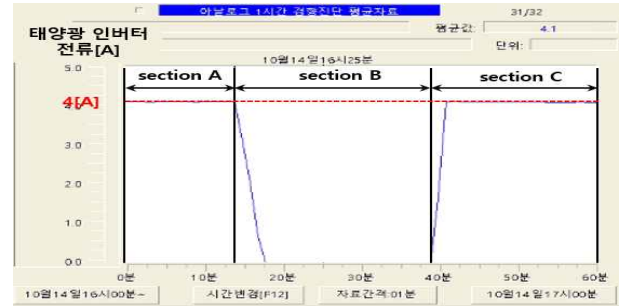 아날로그 1시간 경향진단 평균자료
31/32
태양광 인버터
전류[A]
평균값:
4.1
단위:
10월14일16시25분
5.0
section A
section B
section C
4[A]
3.0
2.0
1.0
0.0
0분
10분
20분
30분
40분
50분
60분
10월14일16시00분~
시간변경[F12]
자료간격:01분
10월14일17시00분